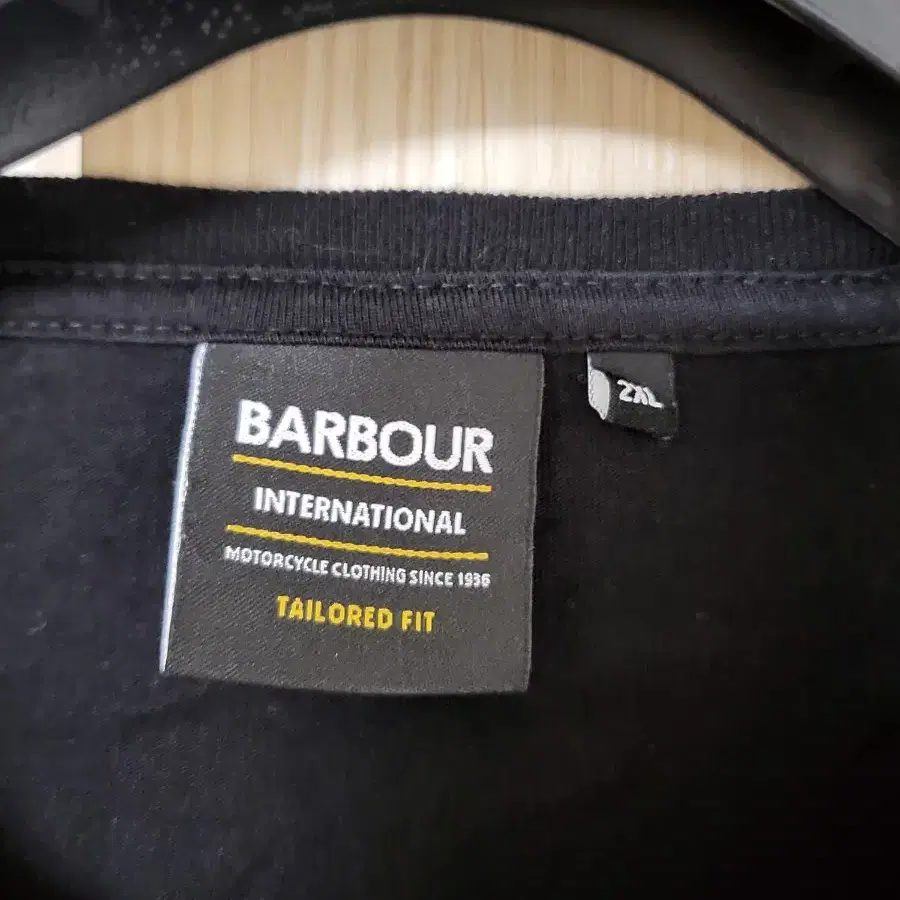 BARBOUR
INTERNATIONAL
MOTORCYCLE CLOTHING SINCE 1936
TAILORED FIT
2XL